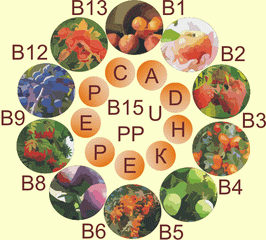 B13 B1
B12 B2
C A
P D
B15 U
B9 B3
E PP H
P E K
B8 B4
B6 B5